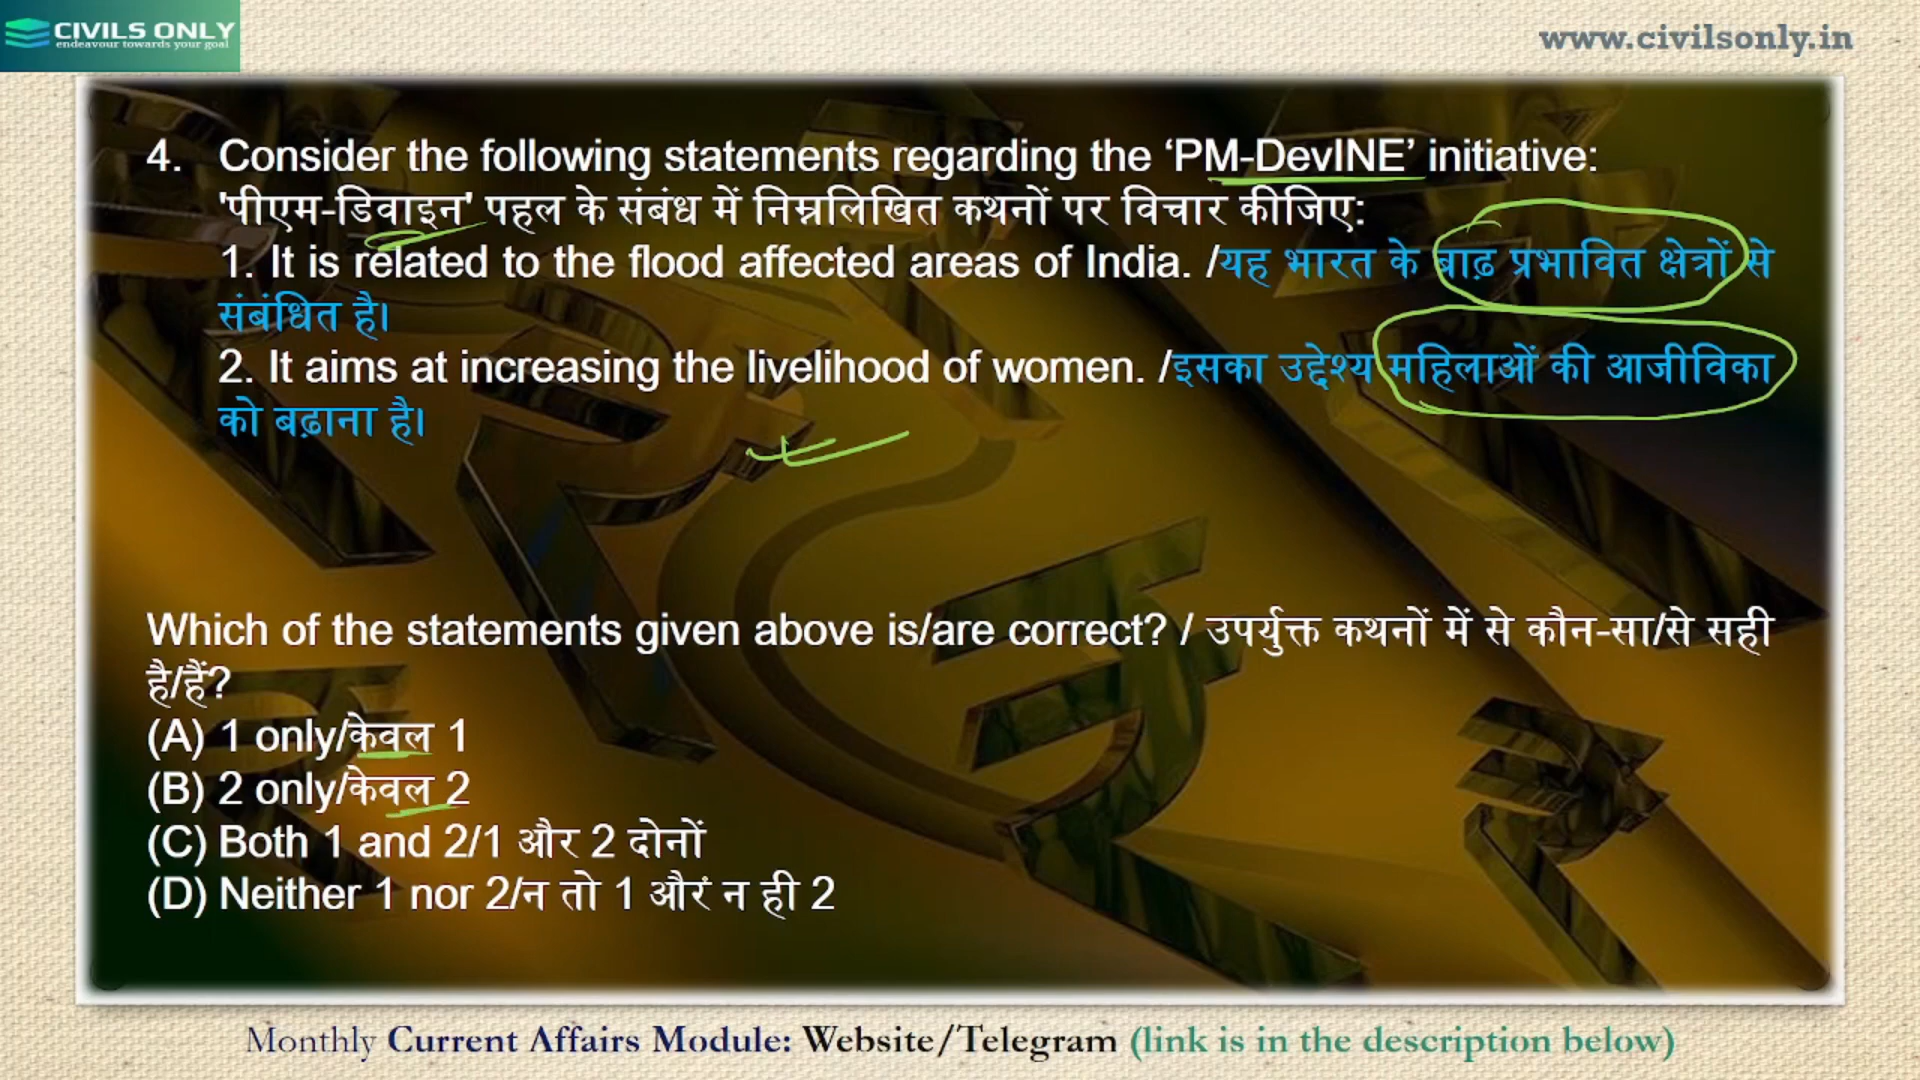 CIVILS ONLY
endeavour towards your goal
www.civilsonly.in
4. Consider the following statements regarding the ‘PM-DevINE’ initiative:
'पीएम-डिवाइन' पहल के संबंध में निम्नलिखित कथनों पर विचार कीजिए:
1. It is related to the flood affected areas of India. /यह भारत के बाढ़ प्रभावित क्षेत्रों से
संबंधित है।
2. It aims at increasing the livelihood of women. /इसका उद्देश्य महिलाओं की आजीविका
को बढ़ाना है।
Which of the statements given above is/are correct? / उपर्युक्त कथनों में से कौन-सा/से सही
है/हैं?
(A) 1 only/केवल 1
(B) 2 only/केवल 2
(C) Both 1 and 2/1 और 2 दोनों
(D) Neither 1 nor 2/न तो 1 और न ही 2
Monthly Current Affairs Module: Website/Telegram (link is in the description below)